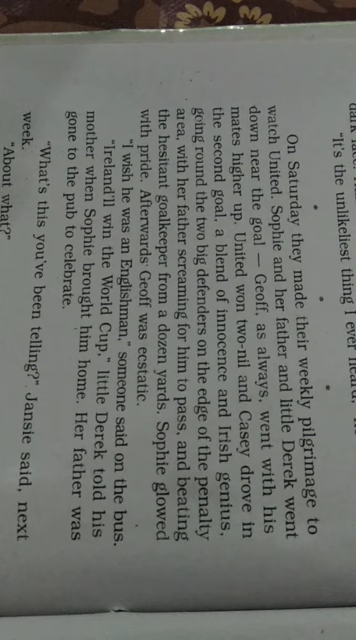 "It's the unlikeliest thing I ever heard.
On Saturday they made their weekly pilgrimage to
watch United. Sophie and her father and little Derek went
down near the goal — Geoff, as always, went with his
mates higher up. United won two-nil and Casey drove in
the second goal, a blend of innocence and Irish genius,
going round the two big defenders on the edge of the penalty
area, with her father screaming for him to pass, and beating
the hesitant goalkeeper from a dozen yards. Sophie glowed
with pride. Afterwards Geoff was ecstatic.
"I wish he was an Englishman," someone said on the bus.
"Ireland'll win the World Cup," little Derek told his
mother when Sophie brought him home. Her father was
gone to the pub to celebrate.
"What's this you've been telling?" Jansie said, next
week.
"About what?"